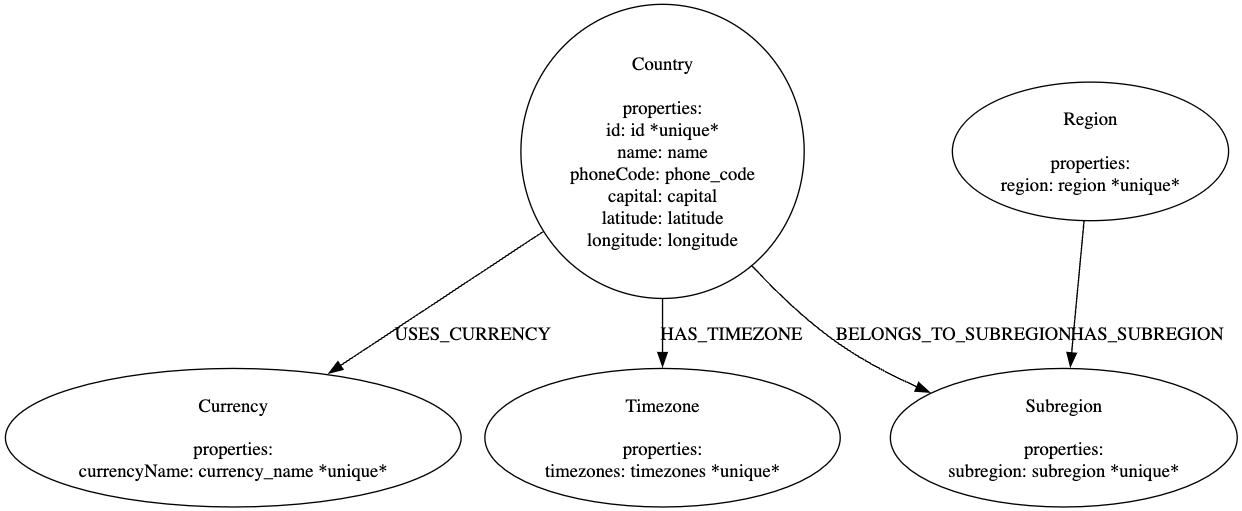 Country
properties:
id: id *unique*
name: name
phoneCode: phone_code
capital: capital
latitude: latitude
longitude: longitude
Region
properties:
region: region *unique*
USES_CURRENCY
HAS_TIMEZONE
BELONGS_TO_SUBREGION
HAS_SUBREGION
Currency
properties:
currencyName: currency_name *unique*
Timezone
properties:
timezones: timezones *unique*
Subregion
properties:
subregion: subregion *unique*